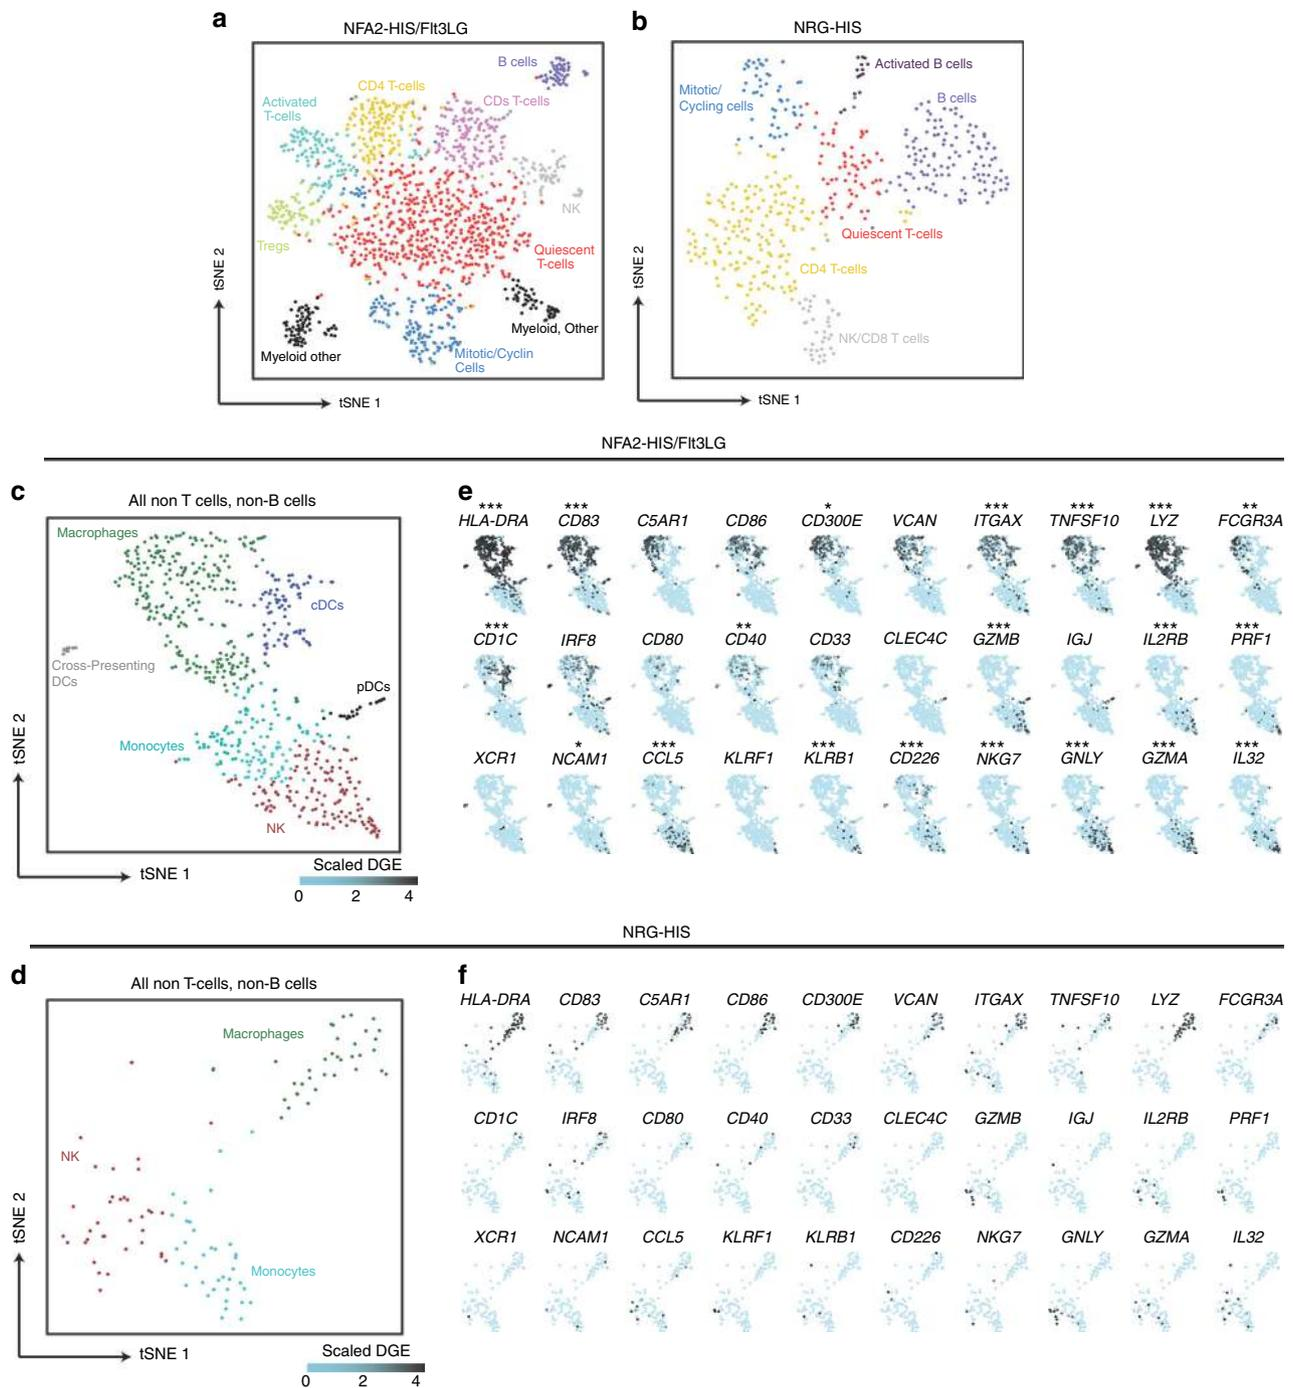 a
NFA2-HIS/Flt3LG
B cells
CD4 T-cells
CDs T-cells
Activated
T-cells
NK
Tregs
Quiescent
T-cells
Myeloid, Other
Myeloid other
Mitotic/Cyclin
Cells
tSNE 2
tSNE 1
b
NRG-HIS
Activated B cells
Mitotic/
Cycling cells
B cells
Quiescent T-cells
CD4 T-cells
NK/CD8 T cells
tSNE 2
tSNE 1
NFA2-HIS/Flt3LG
c
All non T cells, non-B cells
Macrophages
cDCs
Cross-Presenting
DCs
pDCs
Monocytes
NK
tSNE 2
tSNE 1
Scaled DGE
0 2 4
e
*** *** * *** *** *** **
HLA-DRA CD83 C5AR1 CD86 CD300E VCAN ITGAX TNFSF10 LYZ FCGR3A
*** ** *** *** ***
CD1C IRF8 CD80 CD40 CD33 CLEC4C GZMB IGJ IL2RB PRF1
* *** *** *** *** *** *** ***
XCR1 NCAM1 CCL5 KLRF1 KLRB1 CD226 NKG7 GNLY GZMA IL32
NRG-HIS
d
All non T-cells, non-B cells
Macrophages
NK
Monocytes
tSNE 2
tSNE 1
Scaled DGE
0 2 4
f
HLA-DRA CD83 C5AR1 CD86 CD300E VCAN ITGAX TNFSF10 LYZ FCGR3A
CD1C IRF8 CD80 CD40 CD33 CLEC4C GZMB IGJ IL2RB PRF1
XCR1 NCAM1 CCL5 KLRF1 KLRB1 CD226 NKG7 GNLY GZMA IL32